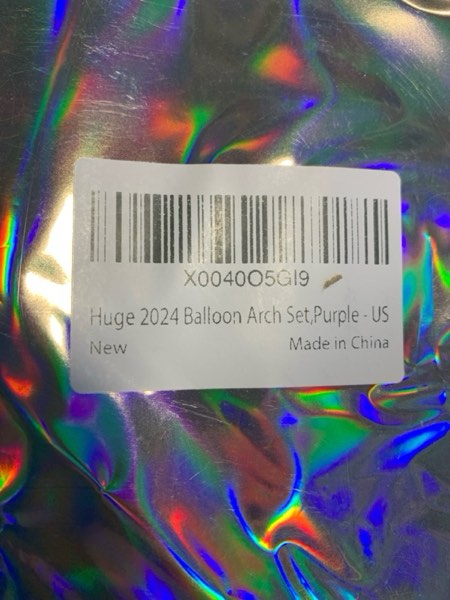 X0040O5GI9
Huge 2024 Balloon Arch Set,Purple - US
New
Made in China